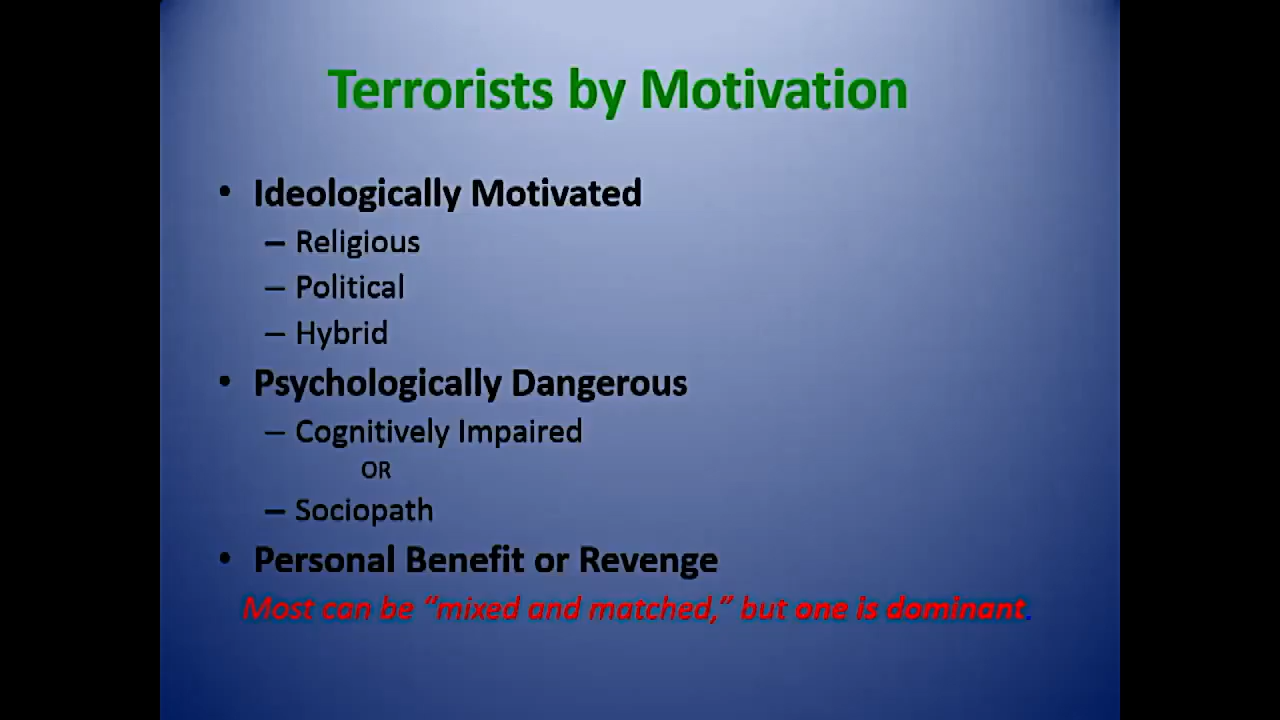 Terrorists by Motivation
• Ideologically Motivated
– Religious
– Political
– Hybrid
• Psychologically Dangerous
– Cognitively Impaired
OR
– Sociopath
• Personal Benefit or Revenge
Most can be “mixed and matched,” but one is dominant.